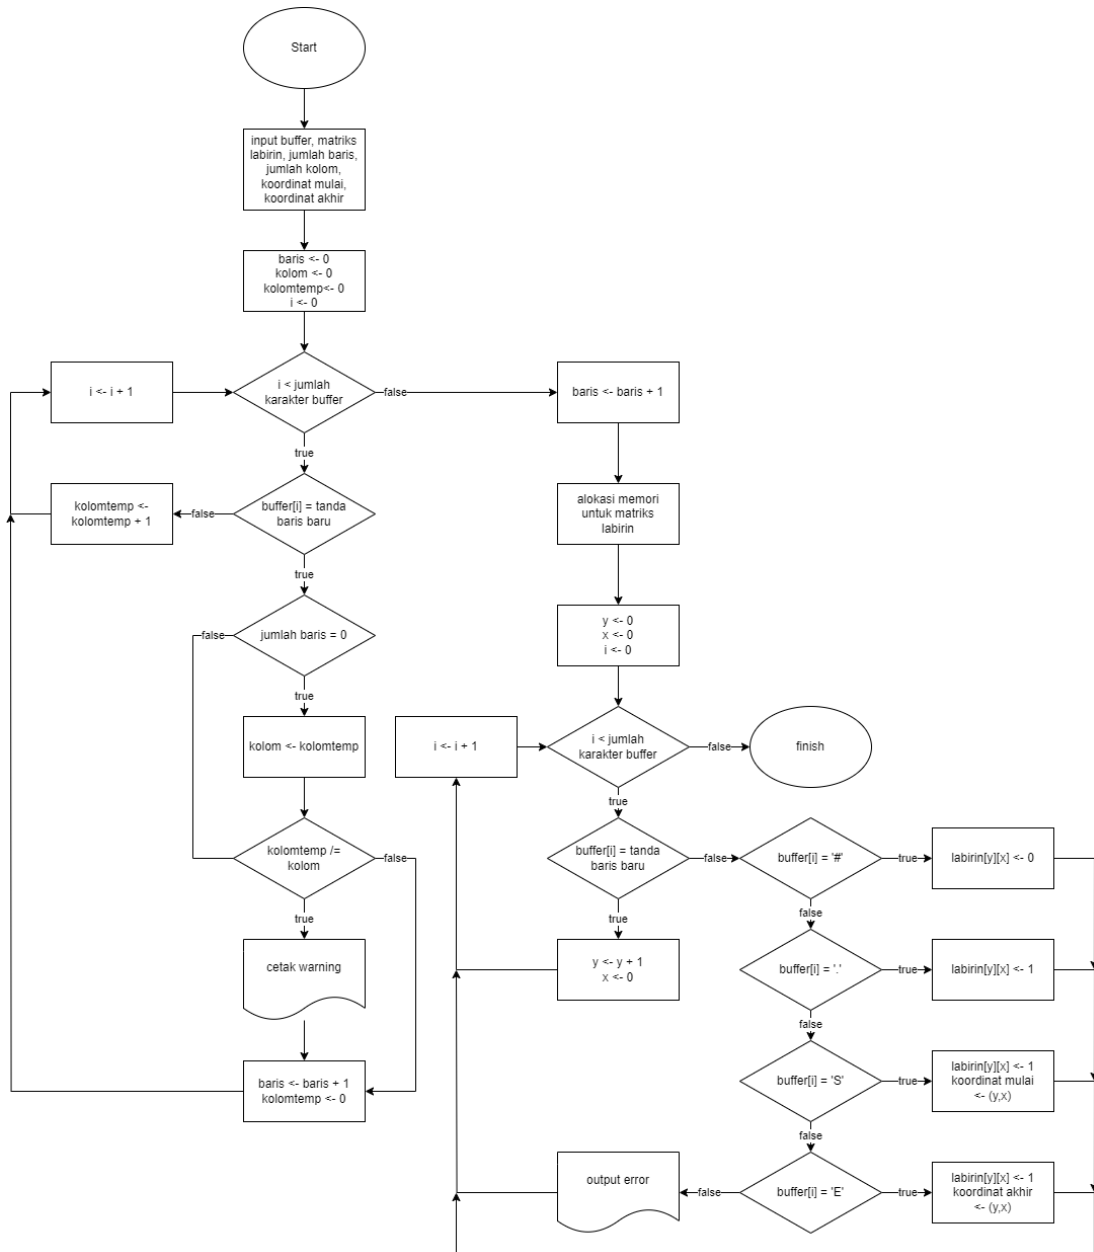 Start
input buffer, matriks
labirin, jumlah baris,
jumlah kolom,
koordinat mulai,
koordinat akhir
baris <- 0
kolom <- 0
kolomtemp<- 0
i <- 0
i <- i + 1
i < jumlah
karakter buffer
false
baris <- baris + 1
true
kolomtemp <-
kolomtemp + 1
false
buffer[i] = tanda
baris baru
alokasi memori
untuk matriks
labirin
true
false
jumlah baris = 0
y <- 0
x <- 0
i <- 0
true
kolom <- kolomtemp
i <- i + 1
i < jumlah
karakter buffer
false
finish
true
kolomtemp /=
kolom
false
buffer[i] = tanda
baris baru
false
buffer[i] = '#'
true
labirin[y][x] <- 0
true
true
false
cetak warning
y <- y + 1
x <- 0
buffer[i] = '.'
true
labirin[y][x] <- 1
false
baris <- baris + 1
kolomtemp <- 0
buffer[i] = 'S'
true
labirin[y][x] <- 1
koordinat mulai
<- (y,x)
false
output error
false
buffer[i] = 'E'
true
labirin[y][x] <- 1
koordinat akhir
<- (y,x)